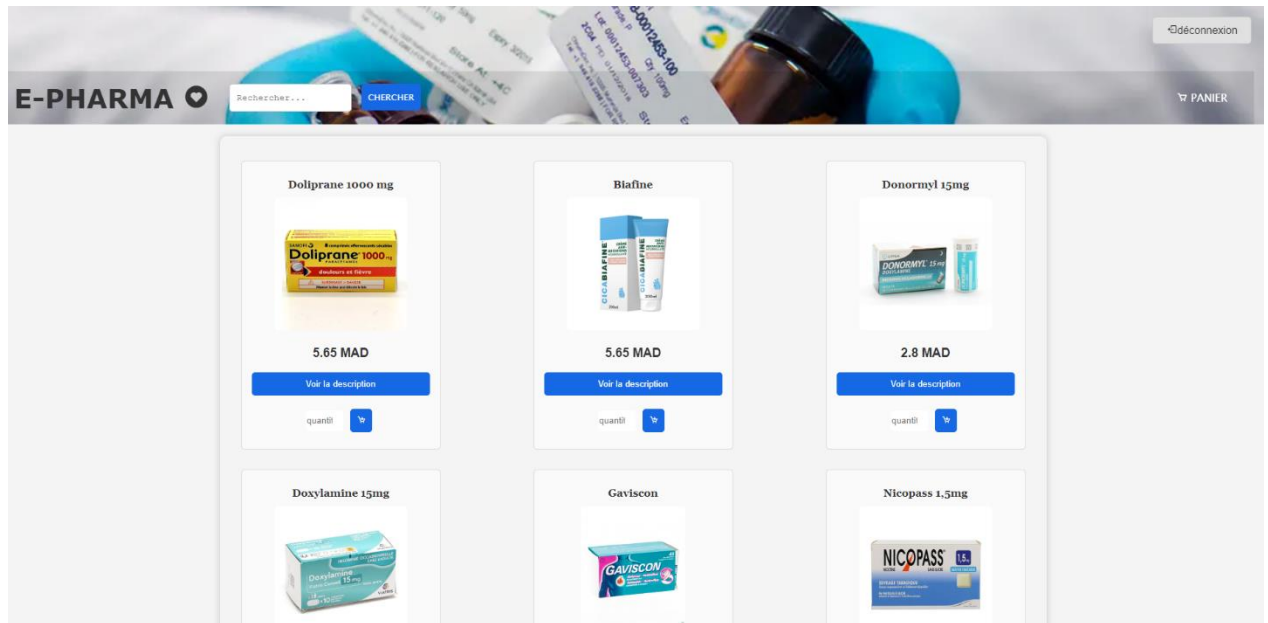 déconnexion
E-PHARMA
Rechercher...
CHERCHER
PANIER
Doliprane 1000 mg
Biafine
Donormyl 15mg
Doliprane 1000 mg
douleurs et fièvre
CICABIAFINE
DONORMYL 15 mg
DOXYLAMINE
5.65 MAD
5.65 MAD
2.8 MAD
Voir la description
Voir la description
Voir la description
quantit
quantit
quantit
Doxylamine 15mg
Gaviscon
Nicopass 1,5mg
Doxylamine
15 mg
GAVISCON
NICOPASS 1,5